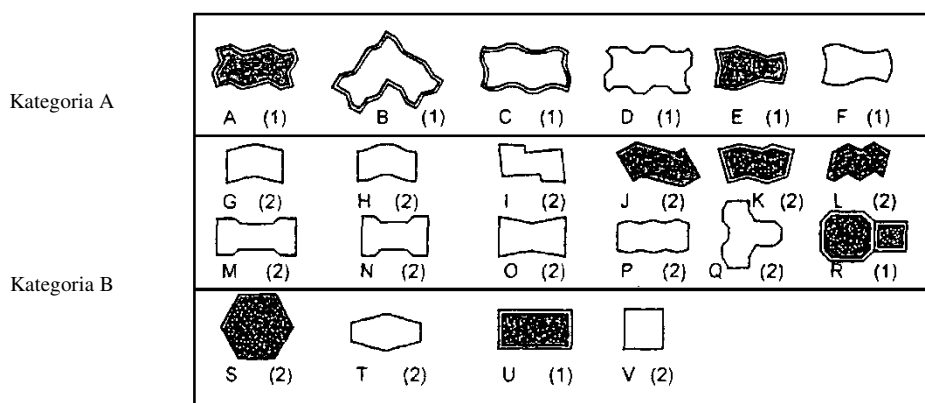 Kategoria A
A (1) B (1) C (1) D (1) E (1) F (1)
G (2) H (2) I (2) J (2) K (2) L (2)
M (2) N (2) O (2) P (2) Q (2) R (1)
Kategoria B
S (2) T (2) U (1) V (2)